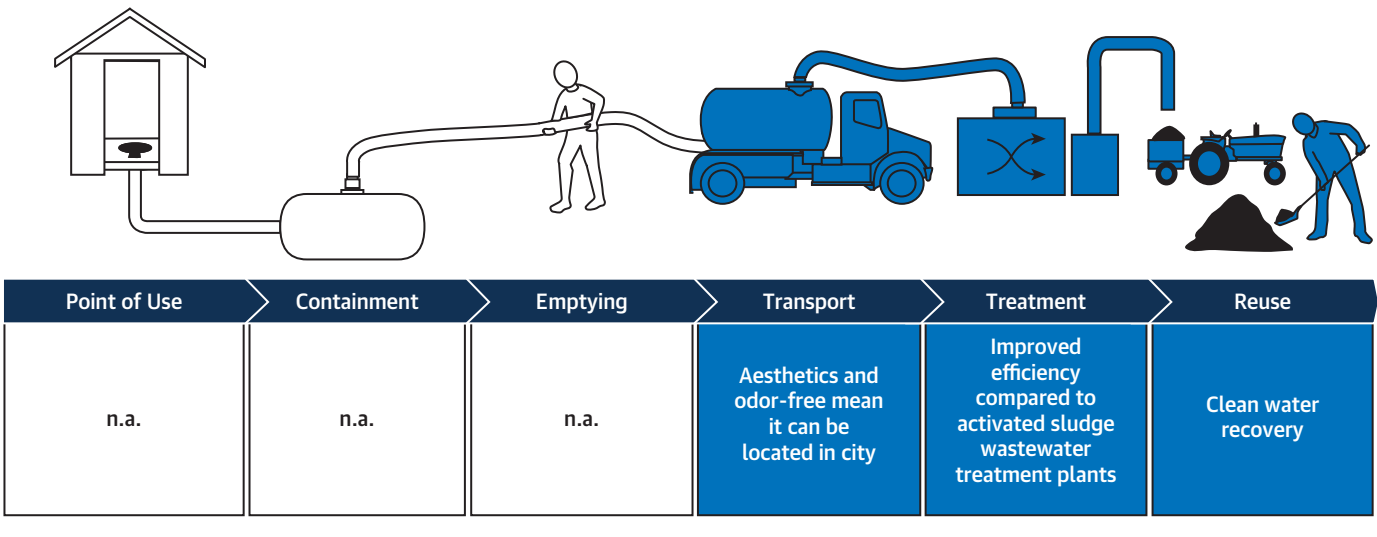 Point of Use
Containment
Emptying
Transport
Treatment
Reuse
n.a.
n.a.
n.a.
Aesthetics and
odor-free mean
it can be
located in city
Improved
efficiency
compared to
activated sludge
wastewater
treatment plants
Clean water
recovery